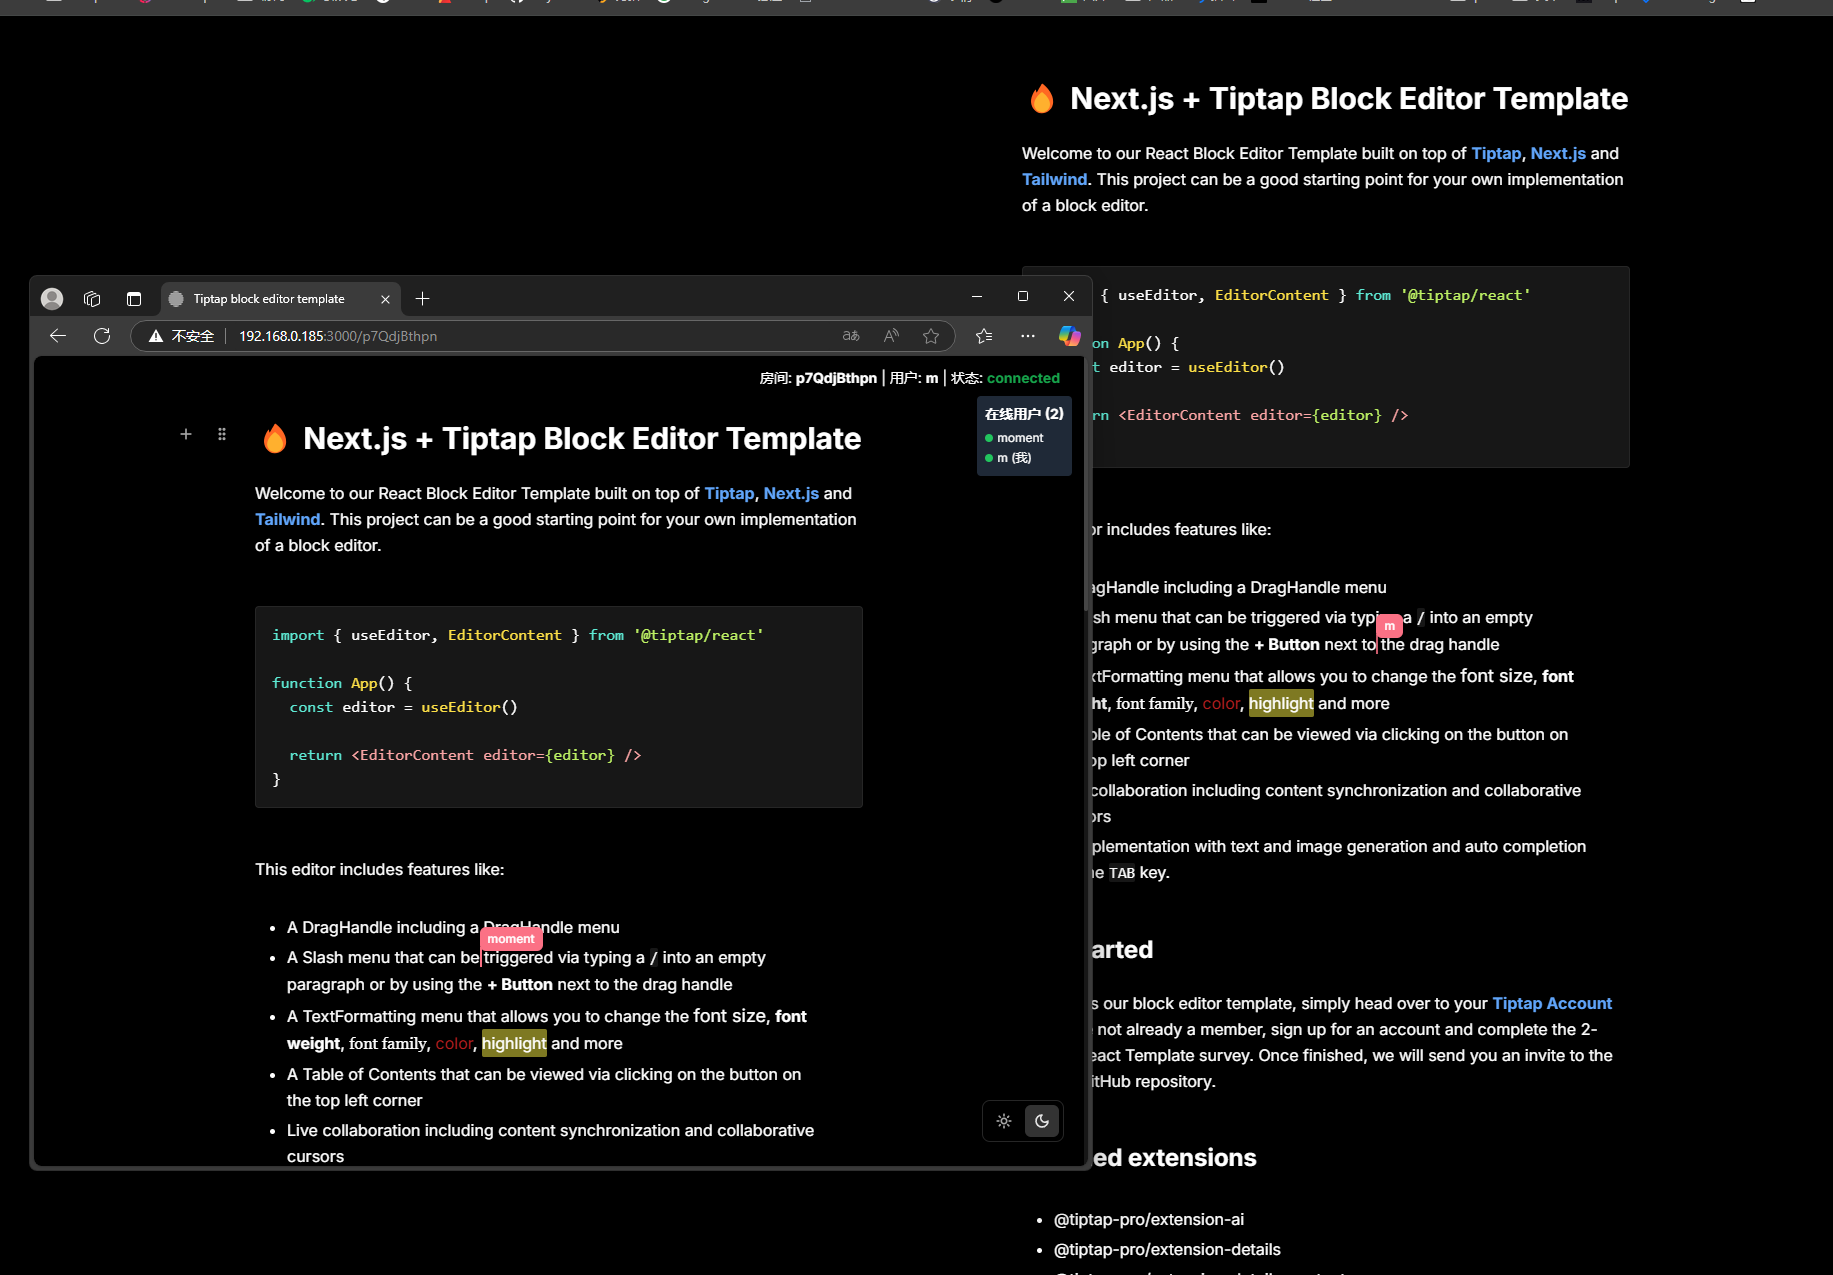 🔥 Next.js + Tiptap Block Editor Template
Welcome to our React Block Editor Template built on top of Tiptap, Next.js and
Tailwind. This project can be a good starting point for your own implementation
of a block editor.
{ useEditor, EditorContent } from '@tiptap/react'
on App() {
t editor = useEditor()
rn <EditorContent editor={editor} />
or includes features like:
agHandle including a DragHandle menu
sh menu that can be triggered via typing a / into an empty
m
graph or by using the + Button next to the drag handle
xtFormatting menu that allows you to change the font size, font
ht, font family, color, highlight and more
ble of Contents that can be viewed via clicking on the button on
op left corner
collaboration including content synchronization and collaborative
ors
plementation with text and image generation and auto completion
he TAB key.
arted
s our block editor template, simply head over to your Tiptap Account
not already a member, sign up for an account and complete the 2-
eact Template survey. Once finished, we will send you an invite to the
itHub repository.
ed extensions
• @tiptap-pro/extension-ai
• @tiptap-pro/extension-details
Tiptap block editor template
不安全 192.168.0.185:3000/p7QdjBthpn
房间: p7QdjBthpn | 用户: m | 状态: connected
在线用户 (2)
moment
m (我)
🔥 Next.js + Tiptap Block Editor Template
Welcome to our React Block Editor Template built on top of Tiptap, Next.js and
Tailwind. This project can be a good starting point for your own implementation
of a block editor.
import { useEditor, EditorContent } from '@tiptap/react'
function App() {
const editor = useEditor()
return <EditorContent editor={editor} />
}
This editor includes features like:
• A DragHandle including a DragHandle menu
moment
• A Slash menu that can be triggered via typing a / into an empty
paragraph or by using the + Button next to the drag handle
• A TextFormatting menu that allows you to change the font size, font
weight, font family, color, highlight and more
• A Table of Contents that can be viewed via clicking on the button on
the top left corner
• Live collaboration including content synchronization and collaborative
cursors